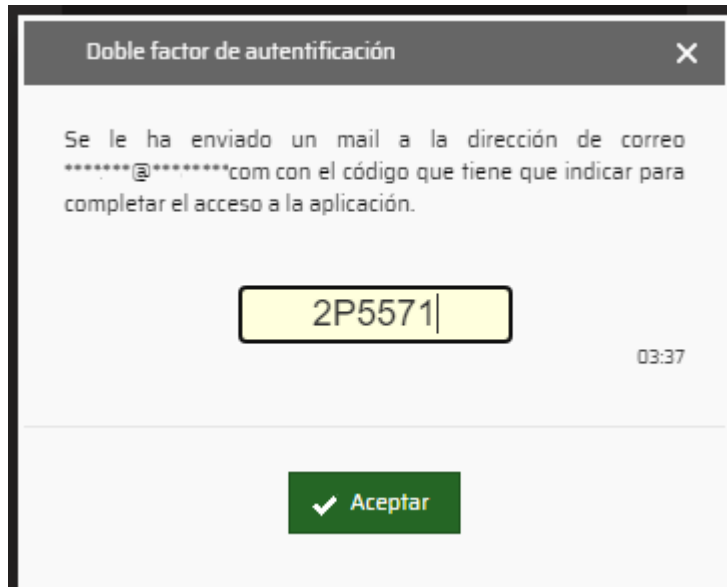 Doble factor de autentificación
Se le ha enviado un mail a la dirección de correo
*******@********com con el código que tiene que indicar para
completar el acceso a la aplicación.
2P5571
03:37
Aceptar